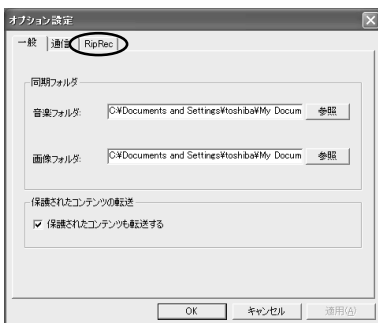 オプション設定
一般 通信 RipRec
同期フォルダ
音楽フォルダ: C:¥Documents and Settings¥toshiba¥My Docum 参照
画像フォルダ: C:¥Documents and Settings¥toshiba¥My Docum 参照
保護されたコンテンツの転送
保護されたコンテンツも転送する
OK キャンセル 適用(A)